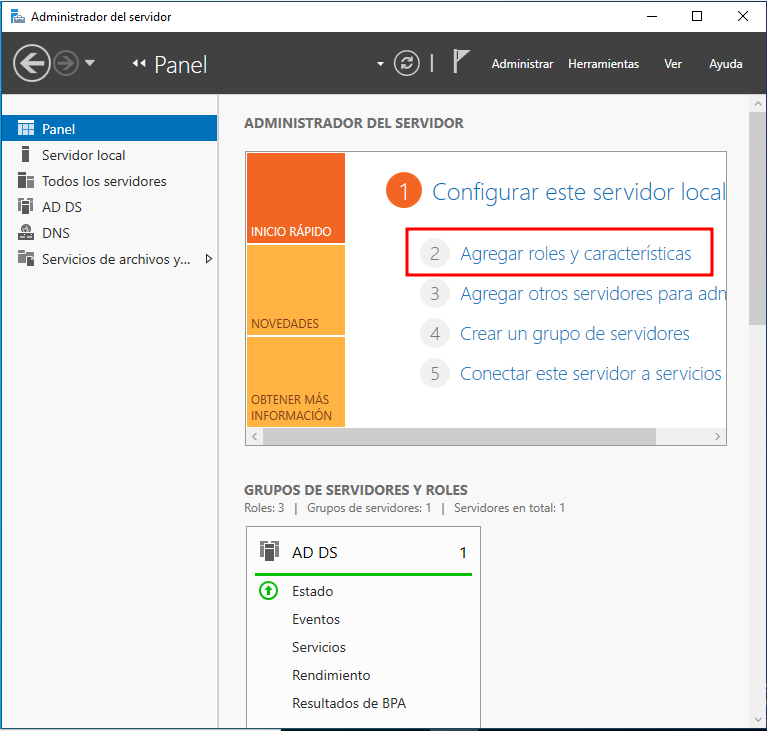 Administrador del servidor
Panel
Administrar Herramientas Ver Ayuda
Panel
Servidor local
Todos los servidores
AD DS
DNS
Servicios de archivos y...
ADMINISTRADOR DEL SERVIDOR
INICIO RÁPIDO
NOVEDADES
OBTENER MÁS
INFORMACIÓN
1 Configurar este servidor local
2 Agregar roles y características
3 Agregar otros servidores para adm
4 Crear un grupo de servidores
5 Conectar este servidor a servicios
GRUPOS DE SERVIDORES Y ROLES
Roles: 3 | Grupos de servidores: 1 | Servidores en total: 1
AD DS 1
Estado
Eventos
Servicios
Rendimiento
Resultados de BPA